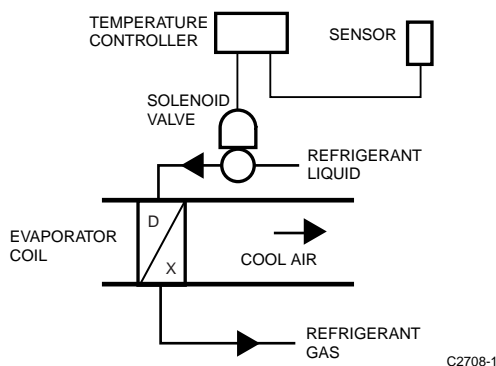 TEMPERATURE
CONTROLLER
SENSOR
SOLENOID
VALVE
REFRIGERANT
LIQUID
D
X
EVAPORATOR
COIL
COOL AIR
REFRIGERANT
GAS
C2708-1